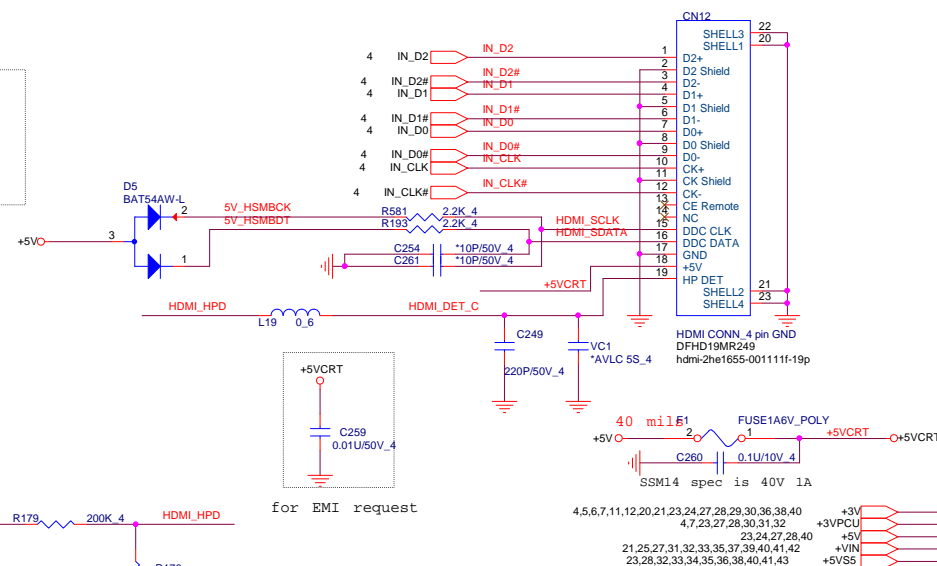 CN12
SHELL3 22
SHELL1 20
4 IN_D2 IN_D2 1 D2+
2 D2 Shield
4 IN_D2# IN_D2# 3 D2-
4 IN_D1 IN_D1 4 D1+
5 D1 Shield
4 IN_D1# IN_D1# 6 D1-
4 IN_D0 IN_D0 7 D0+
8 D0 Shield
4 IN_D0# IN_D0# 9 D0-
4 IN_CLK IN_CLK 10 CK+
11 CK Shield
4 IN_CLK# IN_CLK# 12 CK-
13 CE Remote
14 NC
HDMI_SCLK 15 DDC CLK
HDMI_SDATA 16 DDC DATA
17 GND
18 +5V
19 HP DET
SHELL2 21
SHELL4 23
HDMI CONN_4 pin GND
DFHD19MR249
hdmi-2he1655-001111f-19p
D5
BAT54AW-L
2 5V_HSMBCK R581 2.2K_4
5V_HSMBDT R193 2.2K_4
+5V 3
1
C254 *10P/50V_4
C261 *10P/50V_4
+5VCRT
HDMI_HPD HDMI_DET_C
L19 0_6
C249
220P/50V_4
VC1
*AVLC 5S_4
+5VCRT
C259
0.01U/50V_4
for EMI request
40 mils F1 FUSE1A6V_POLY
+5V 2 1 +5VCRT +5VCRT
C260 0.1U/10V_4
SSM14 spec is 40V 1A
R179 200K_4 HDMI_HPD
4,5,6,7,11,12,20,21,23,24,27,28,29,30,36,38,40 +3V
4,7,23,27,28,30,31,32 +3VPCU
23,24,27,28,40 +5V
21,25,27,31,32,33,35,37,39,40,41,42 +VIN
23,28,32,33,34,35,36,38,40,41,43 +5VS5